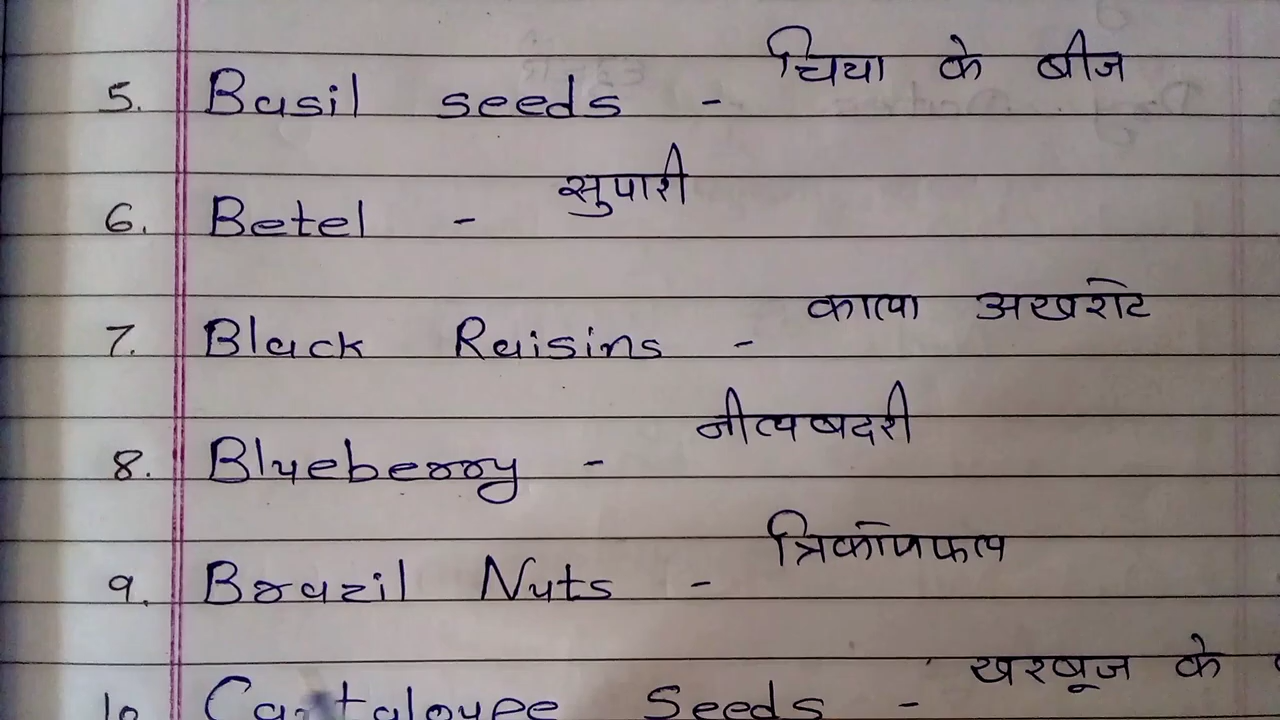 5. Basil seeds - चिया के बीज
6. Betel - सुपारी
7. Black Raisins - काला अखरोट
8. Blueberry - नीलबदरी
9. Brazil Nuts - त्रिकोणफल
10 Cantaloupe Seeds - खरबूज के